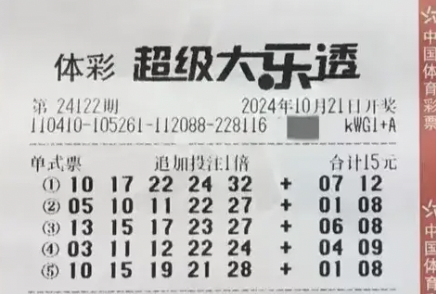 体彩 超级大乐透
第 24122期 2024年10月21日开奖
110410-105261-112088-228116 kWGl+A
单式票 追加投注1倍 合计15元
① 10 17 22 24 32 + 07 12
② 05 10 11 22 27 + 01 08
③ 13 15 17 23 27 + 06 08
④ 03 11 12 22 24 + 04 09
⑤ 10 15 19 21 28 + 01 08
中国体育彩票
中国体育